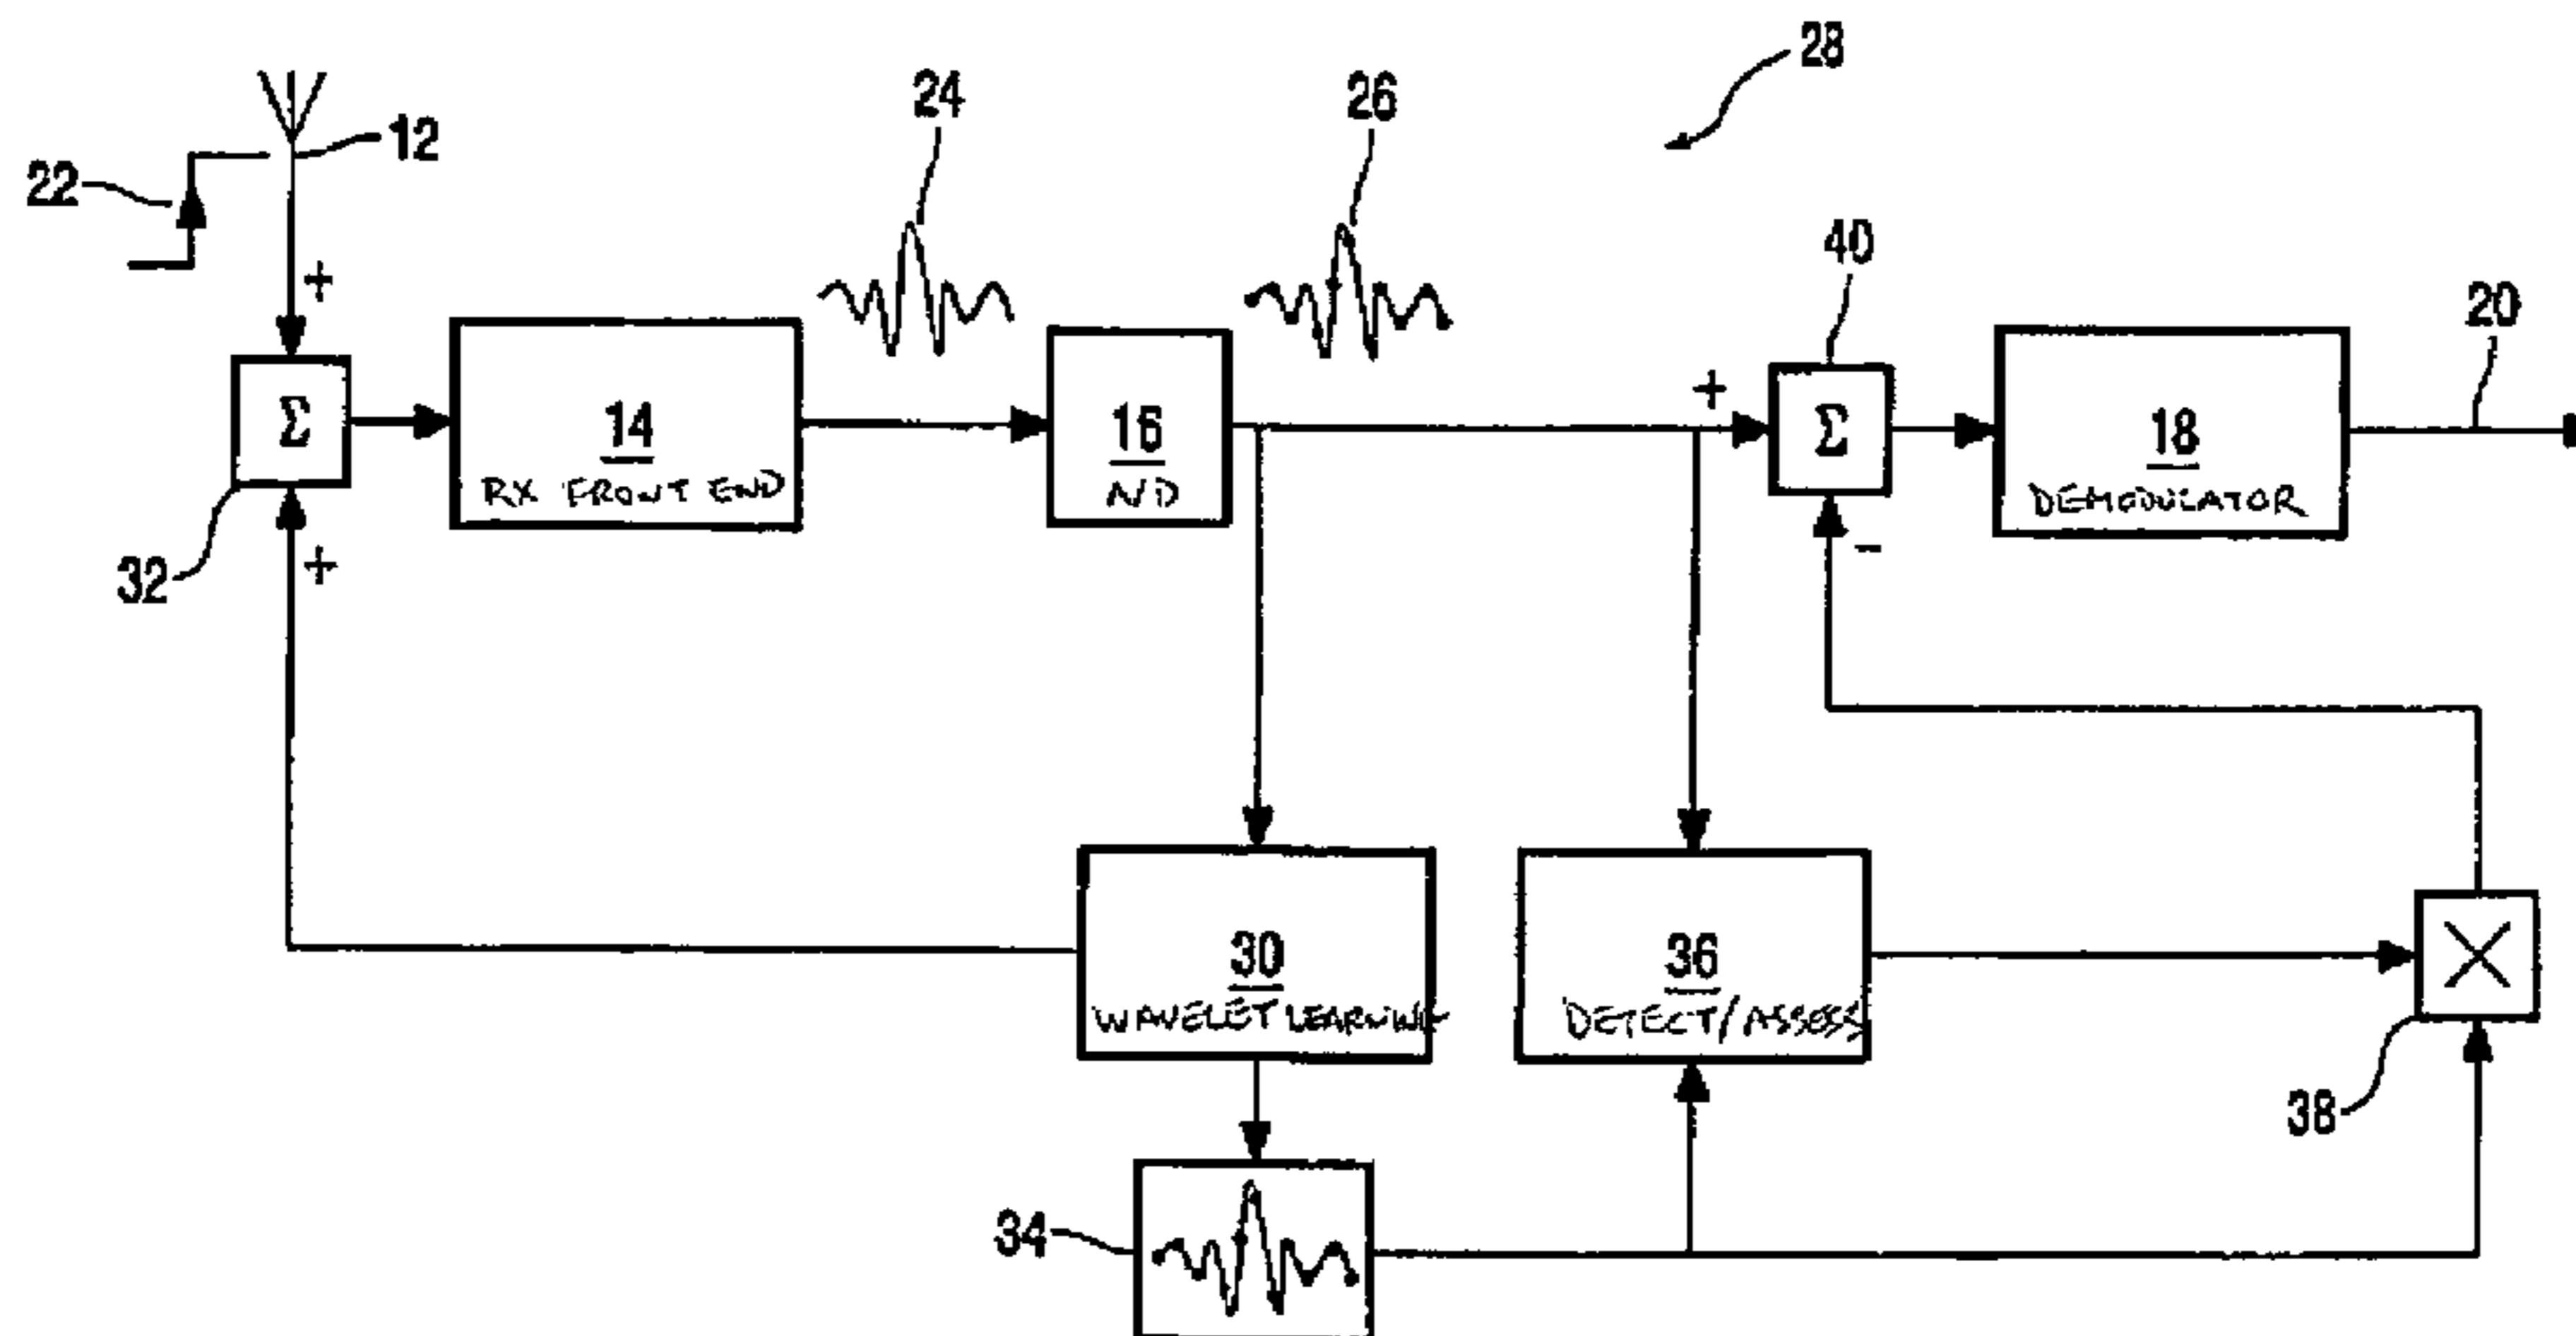 28
24
26
12
22
+
40
20
Σ
14
RX FRONT END
16
A/D
+
Σ
18
DEMODULATOR
32
+
-
30
WAVELET LEARNING
36
DETECT/ASSESS
X
38
34